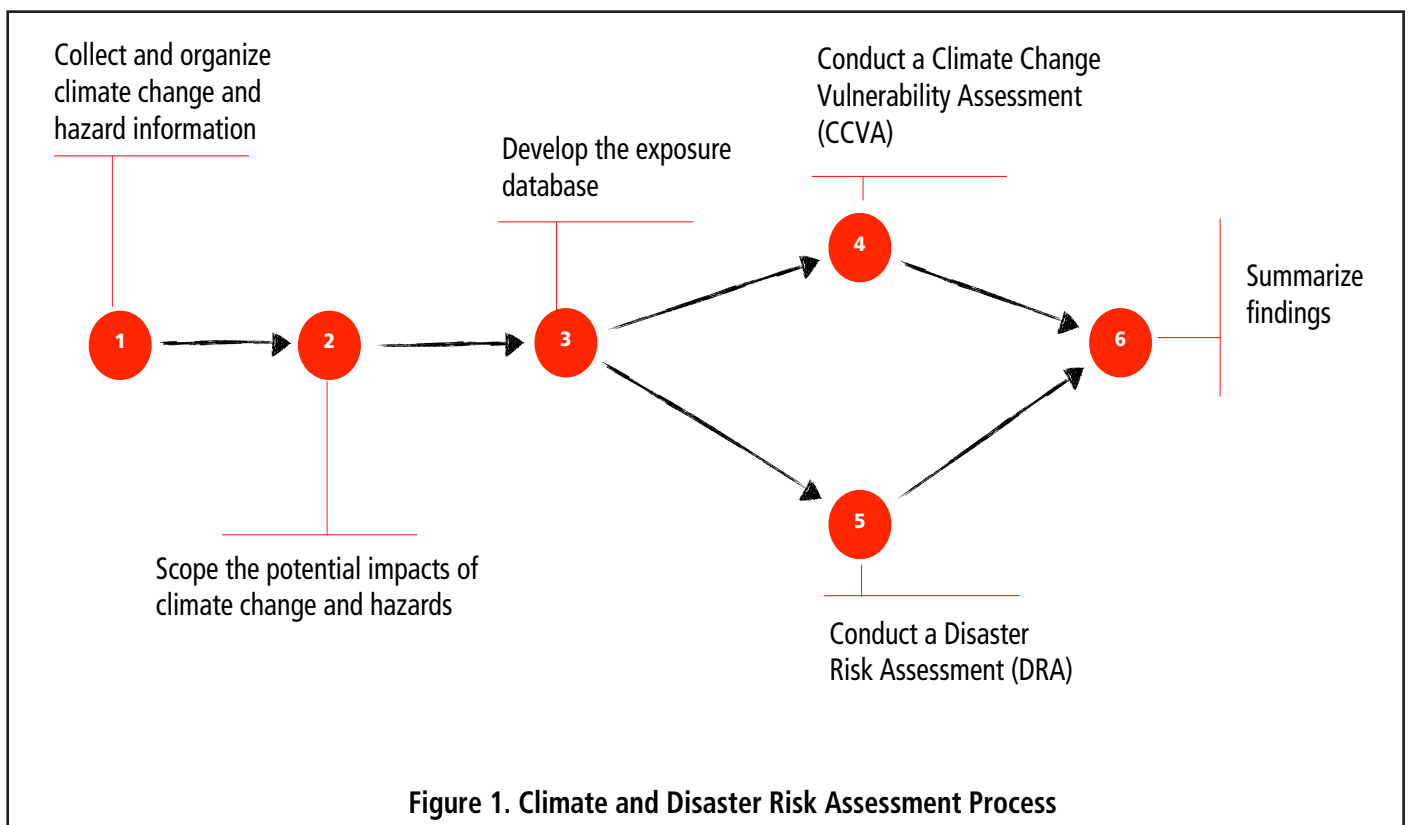 Collect and organize
climate change and
hazard information
1
2
Scope the potential impacts of
climate change and hazards
Develop the exposure
database
3
Conduct a Climate Change
Vulnerability Assessment
(CCVA)
4
5
Conduct a Disaster
Risk Assessment (DRA)
6
Summarize
findings
Figure 1. Climate and Disaster Risk Assessment Process